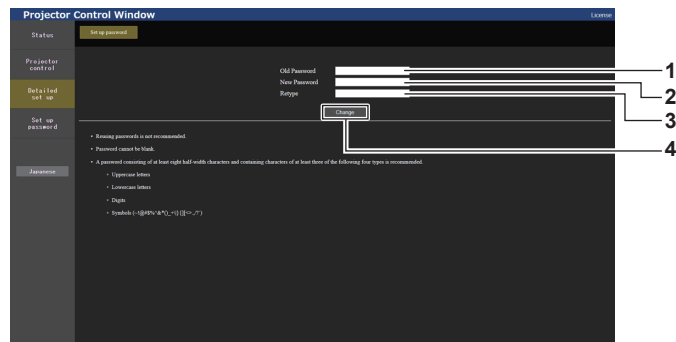 Projector Control Window
License
Status
Set up password
Projector
control
Detailed
set up
Set up
password
Japanese
Old Password
New Password
Retype
Change
1
2
3
4
• Reusing passwords is not recommended.
• Password cannot be blank.
• A password consisting of at least eight half-width characters and containing characters of at least three of the following four types is recommended.
◦ Uppercase letters
◦ Lowercase letters
◦ Digits